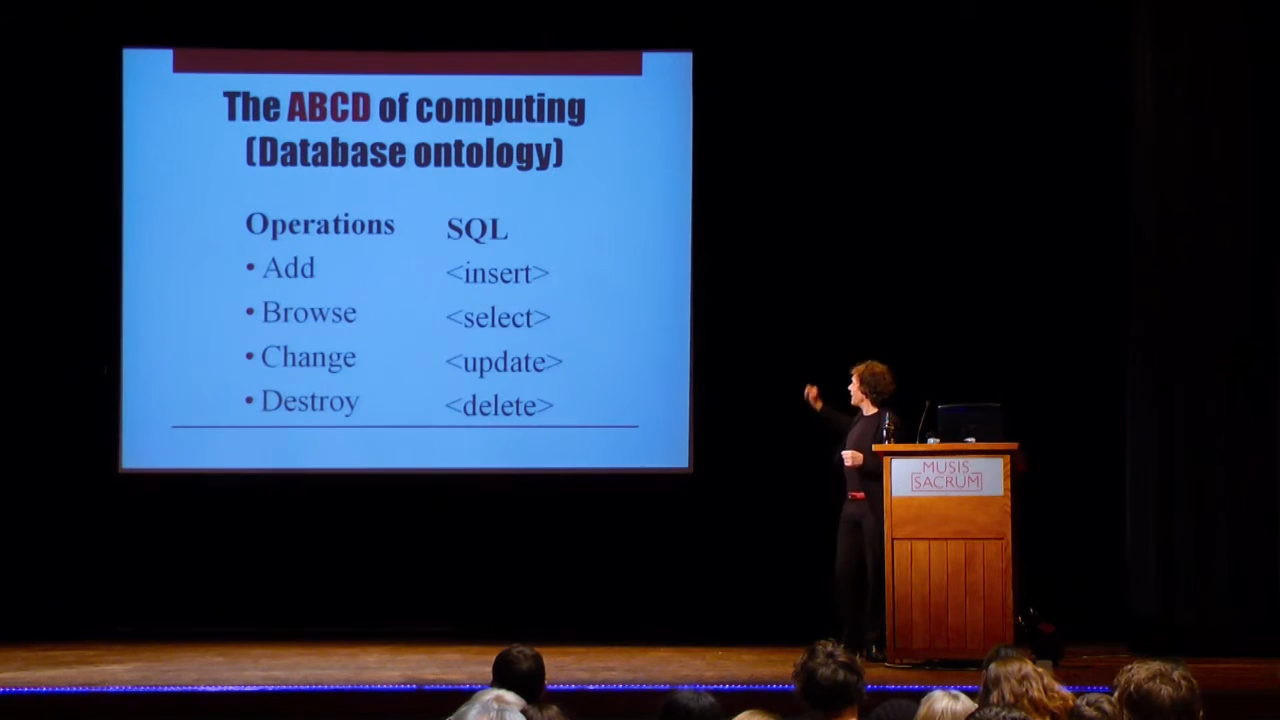 The ABCD of computing
(Database ontology)
Operations SQL
• Add <insert>
• Browse <select>
• Change <update>
• Destroy <delete>
MUSIS
SACRUM